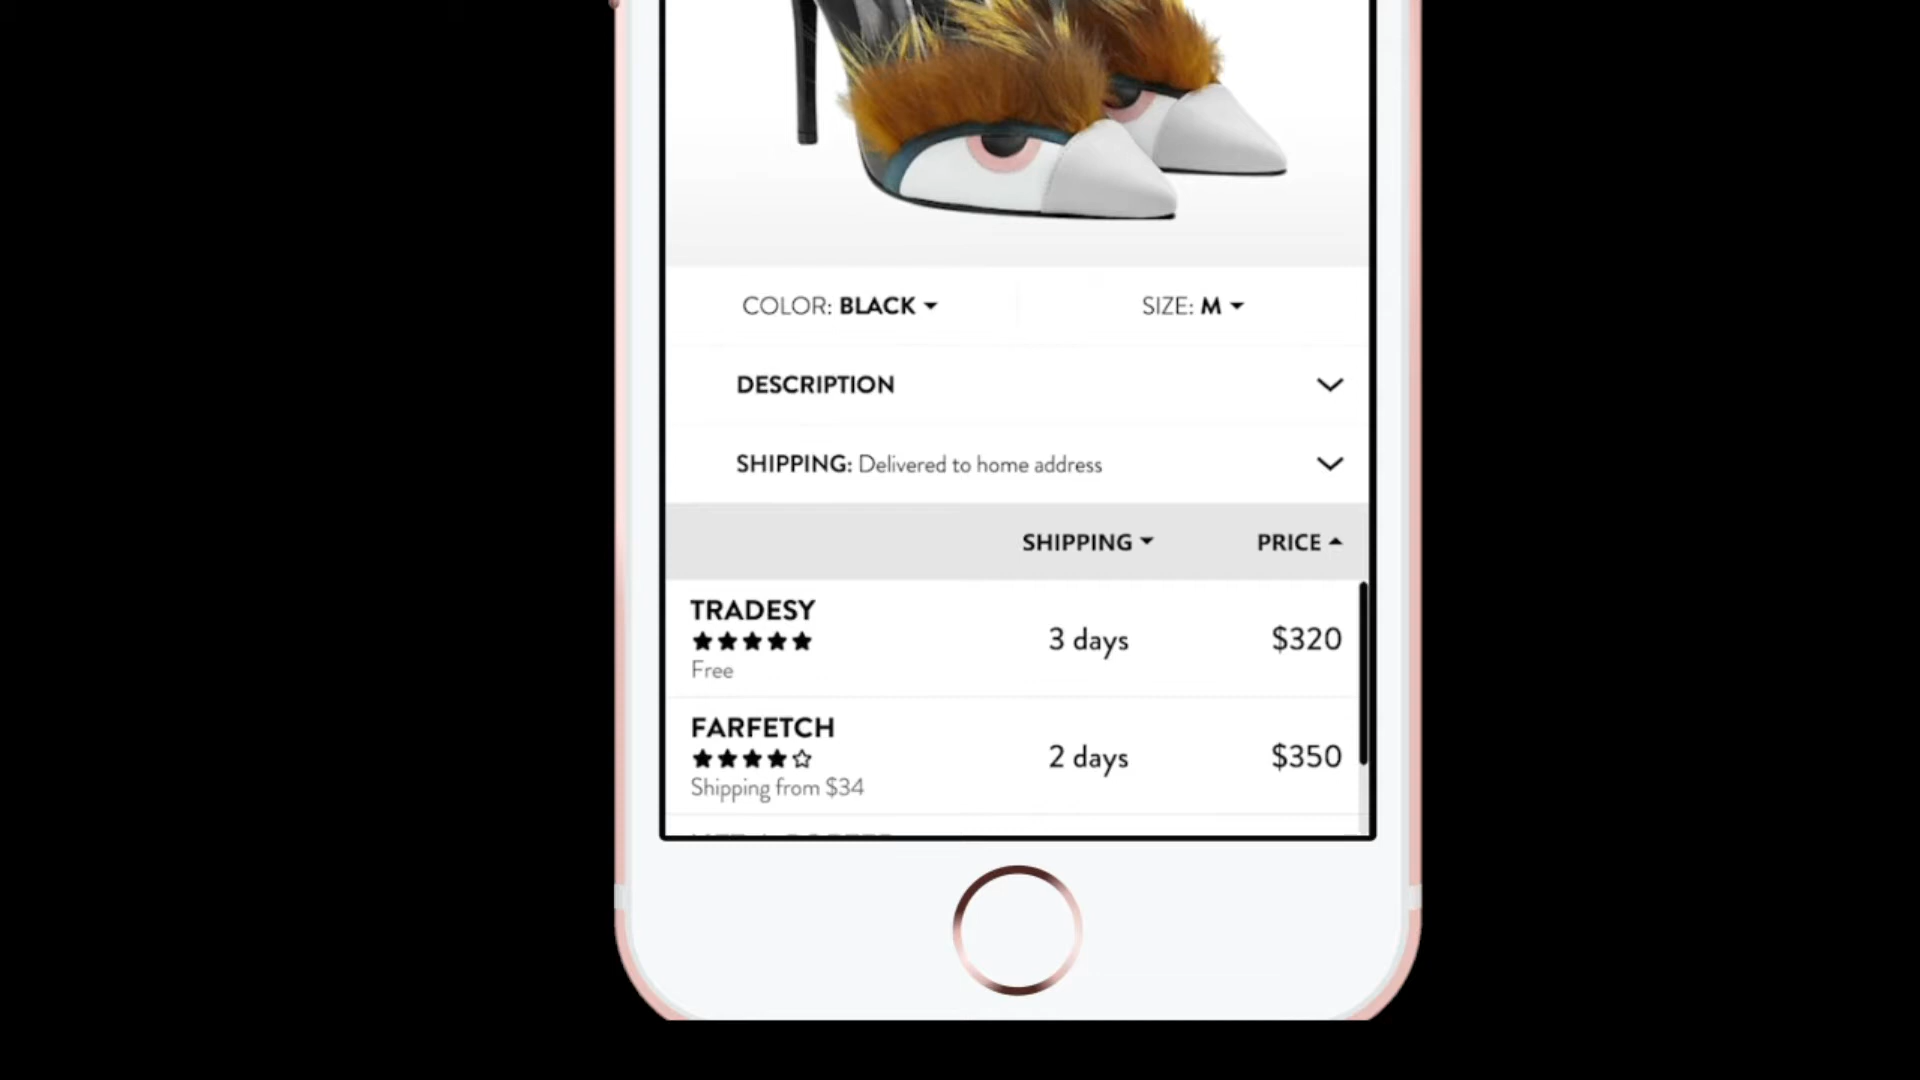 COLOR: BLACK SIZE: M
DESCRIPTION
SHIPPING: Delivered to home address
SHIPPING PRICE
TRADESY
★★★★★
3 days $320
Free
FARFETCH
★★★★☆
2 days $350
Shipping from $34